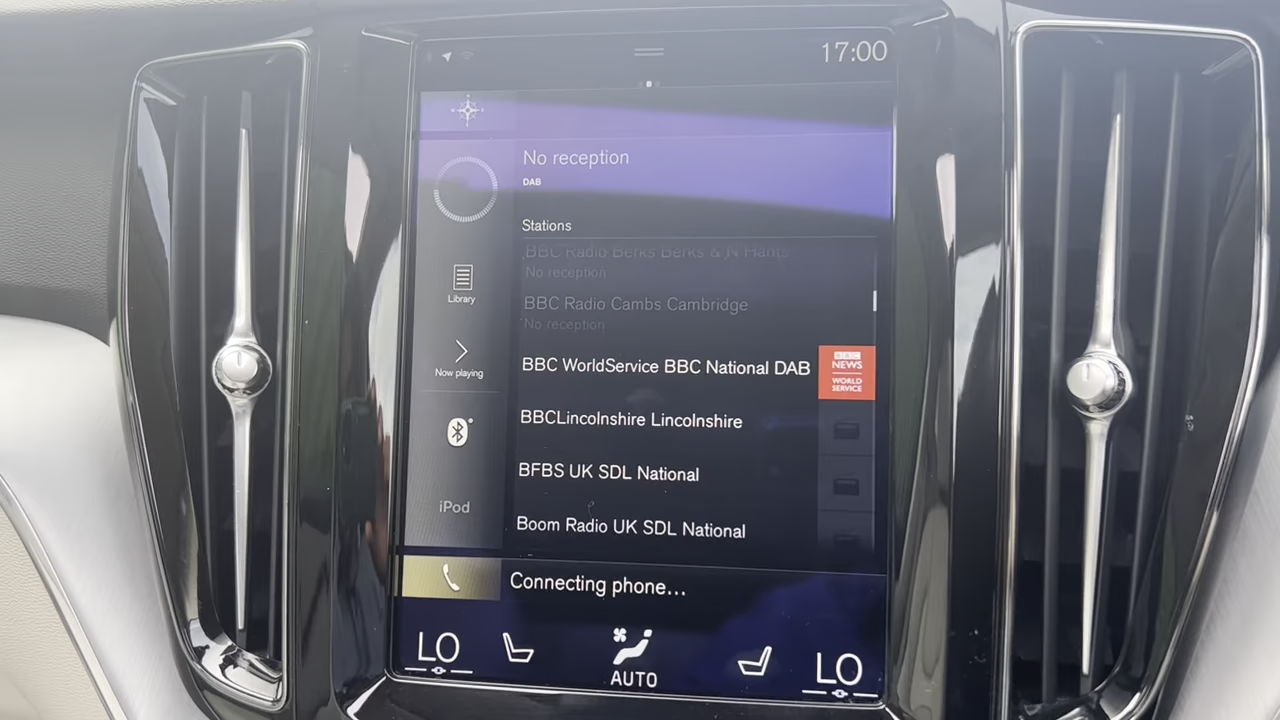 17:00
No reception
DAB
Stations
BBC Radio Berks Berks & N Hants
No reception
Library
BBC Radio Cambs Cambridge
No reception
Now playing
BBC WorldService BBC National DAB
BBC
NEWS
WORLD
SERVICE
BBCLincolnshire Lincolnshire
BFBS UK SDL National
iPod
Boom Radio UK SDL National
Connecting phone...
LO
AUTO
LO